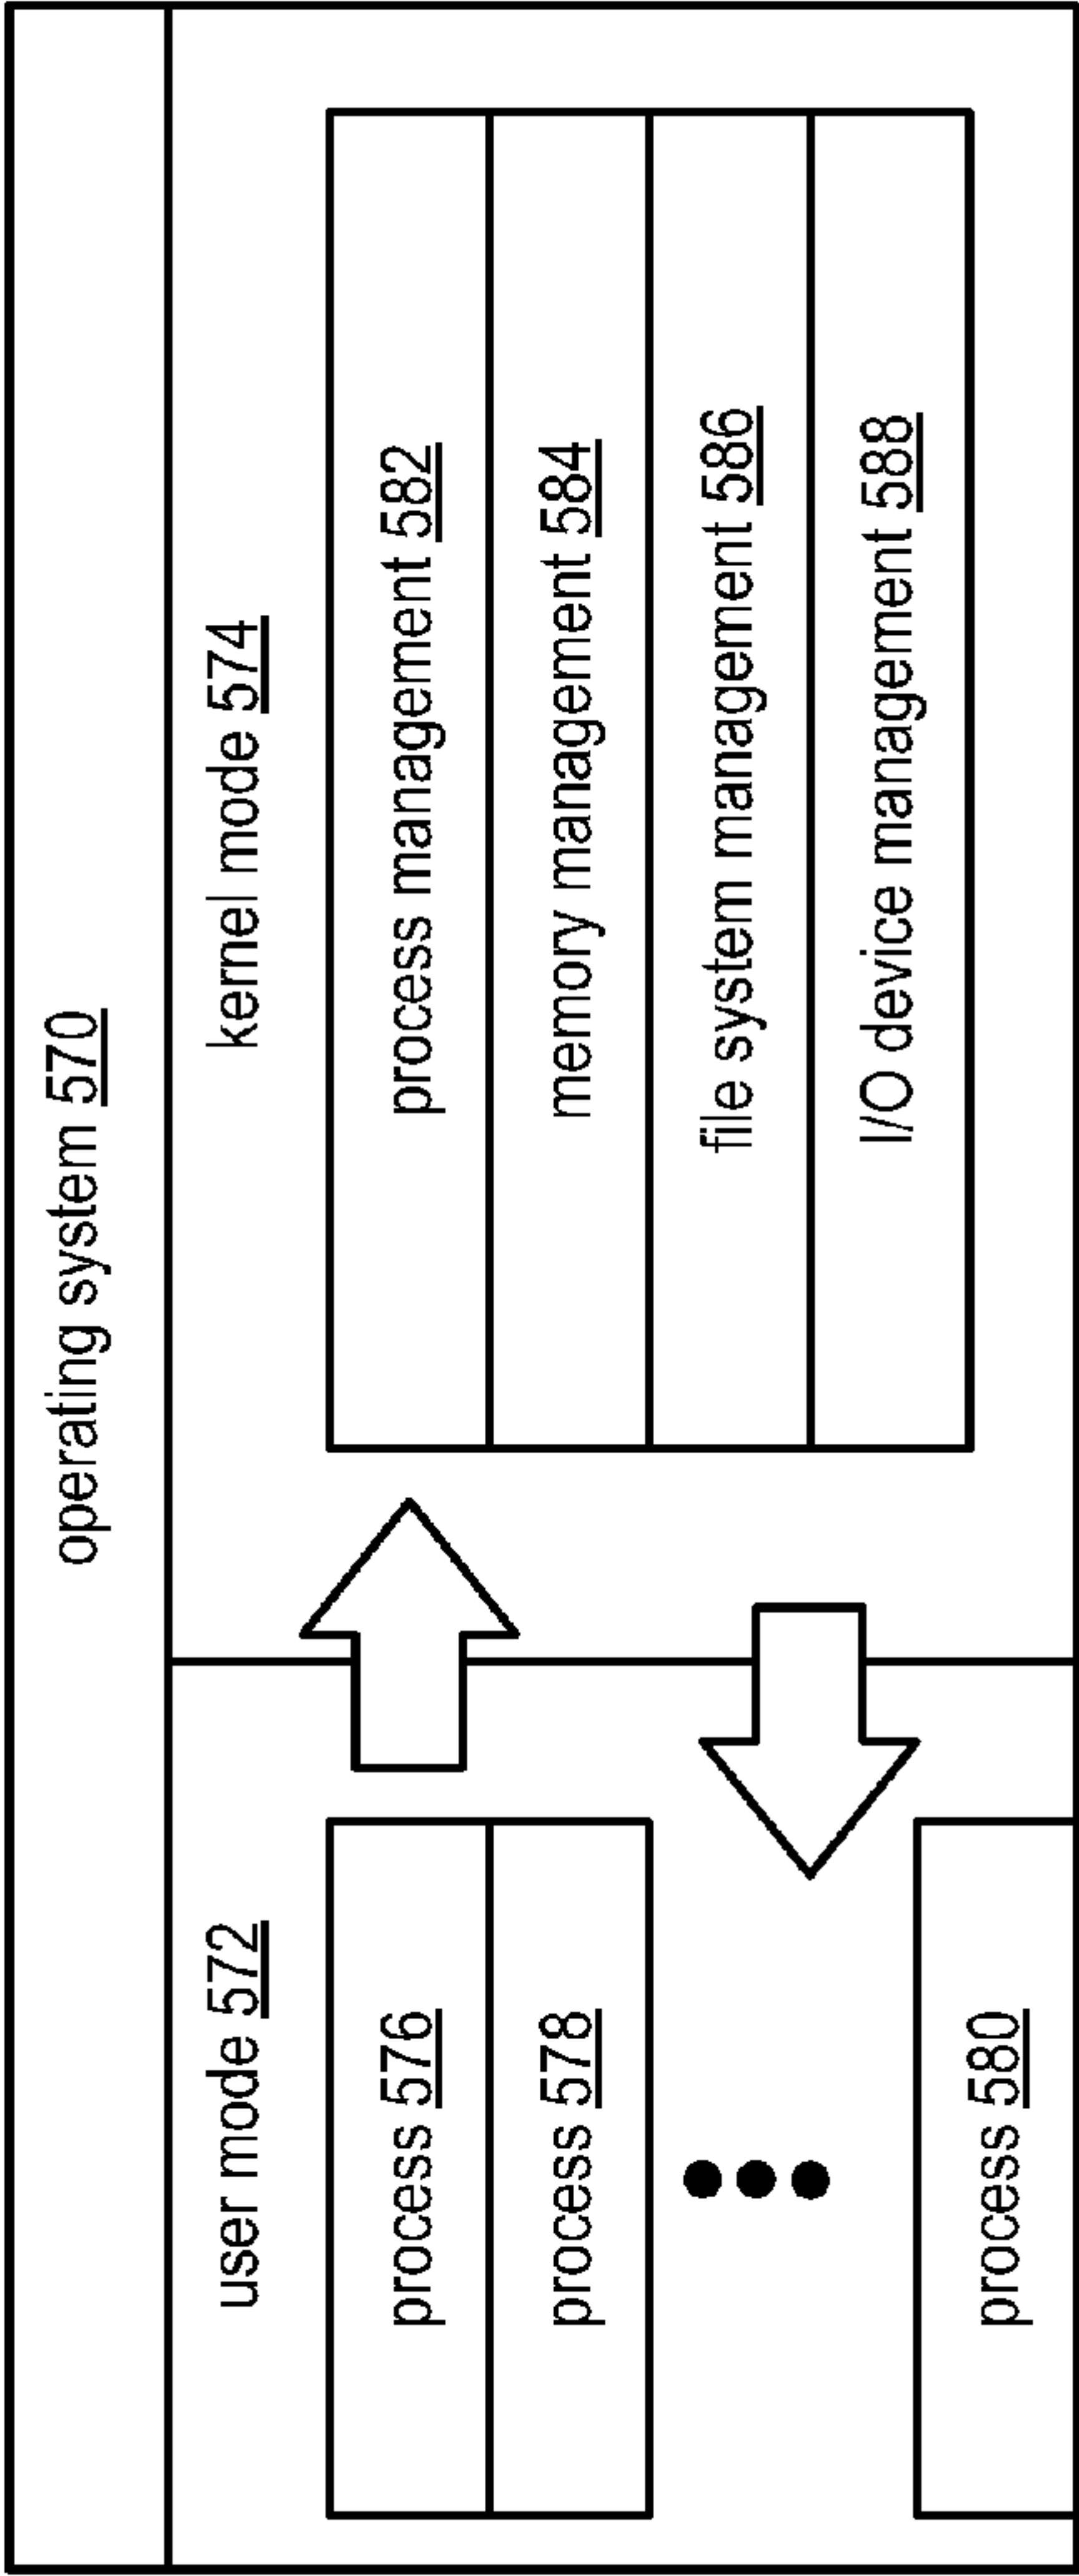 operating system 570
user mode 572
process 576
process 578
process 580
kernel mode 574
process management 582
memory management 584
file system management 586
I/O device management 588